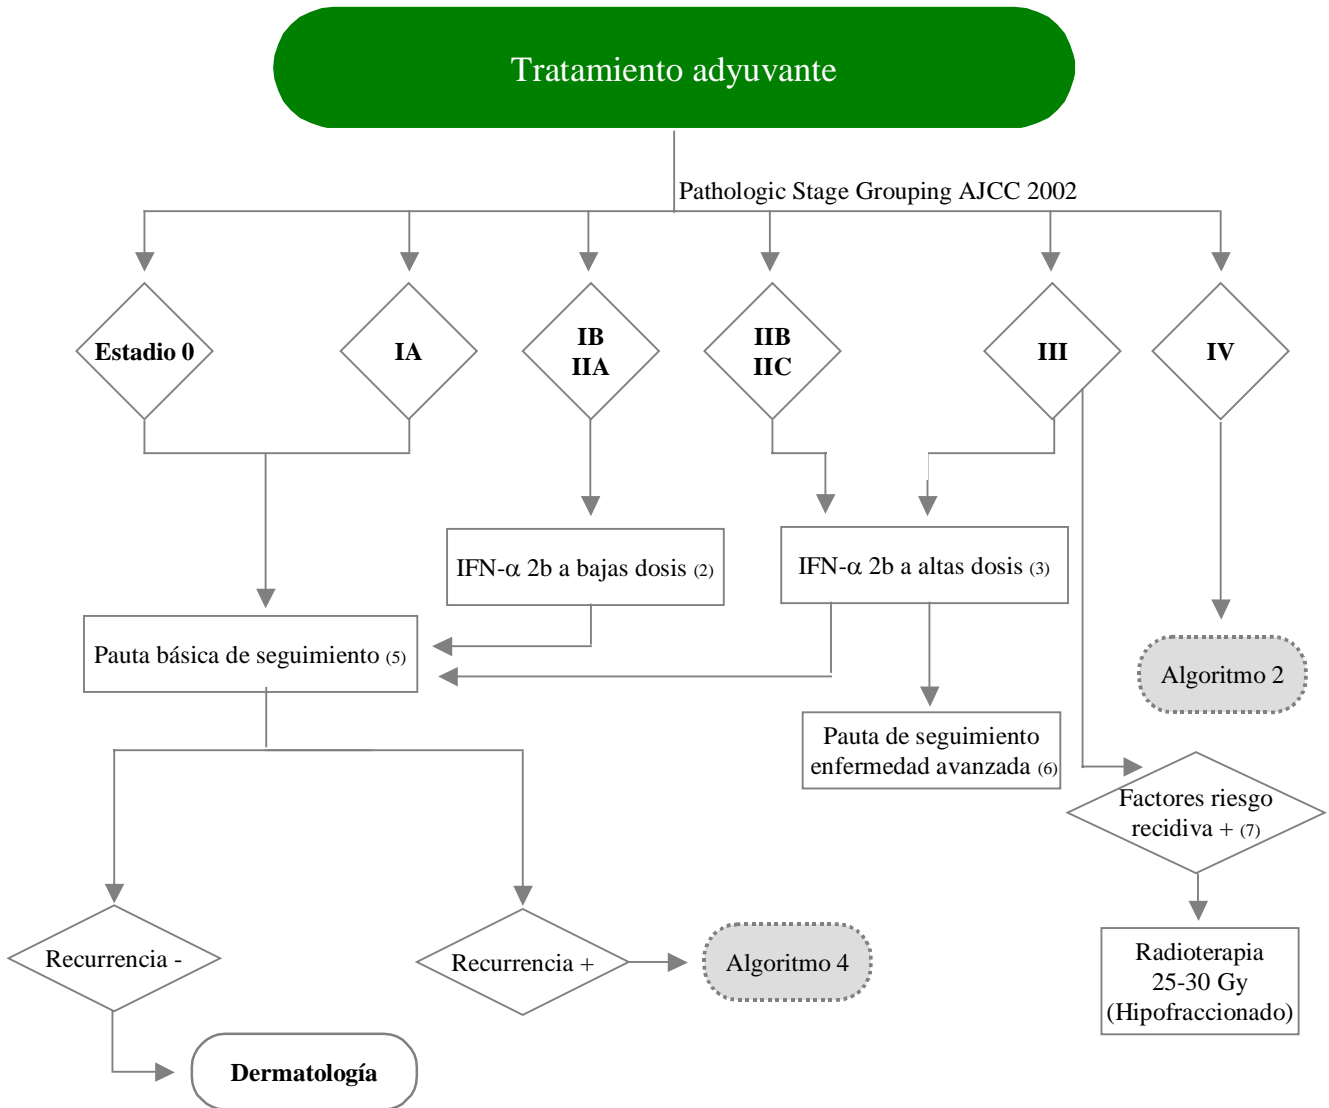 Tratamiento adyuvante
Pathologic Stage Grouping AJCC 2002
Estadio 0
IA
IB
IIA
IIB
IIC
III
IV
IFN-α 2b a bajas dosis (2)
IFN-α 2b a altas dosis (3)
Pauta básica de seguimiento (5)
Algoritmo 2
Pauta de seguimiento
enfermedad avanzada (6)
Factores riesgo
recidiva + (7)
Recurrencia -
Recurrencia +
Algoritmo 4
Radioterapia
25-30 Gy
(Hipofraccionado)
Dermatología